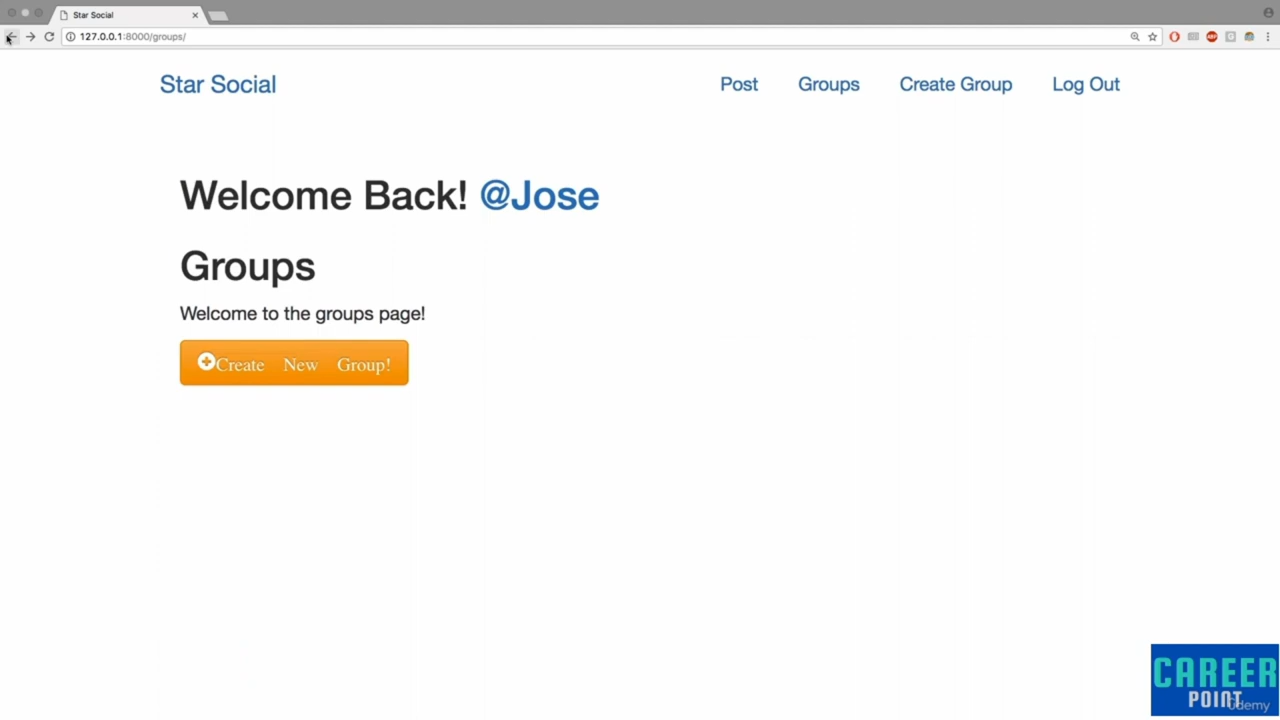 Star Social
127.0.0.1:8000/groups/
Star Social
Post Groups Create Group Log Out
Welcome Back! @Jose
Groups
Welcome to the groups page!
Create New Group!
CAREER
POINT
udemy